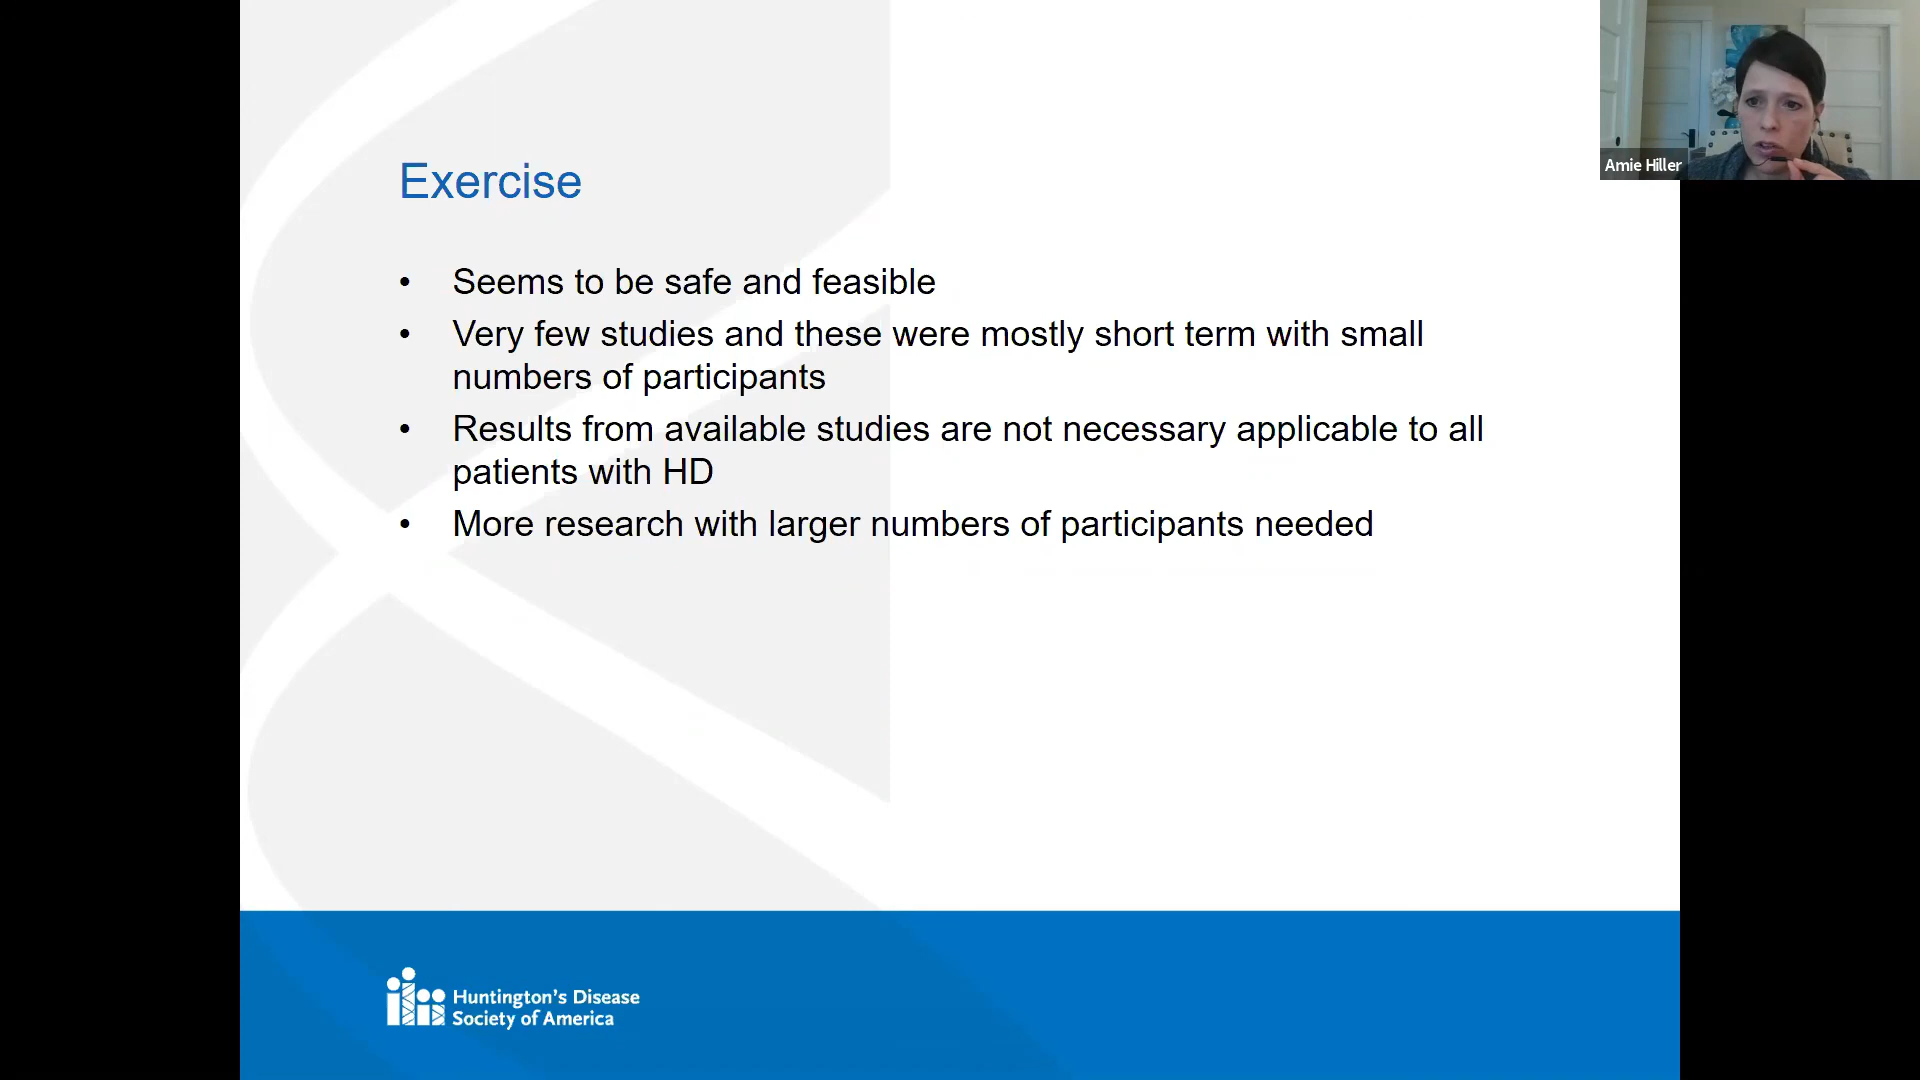 Exercise
• Seems to be safe and feasible
• Very few studies and these were mostly short term with small
numbers of participants
• Results from available studies are not necessary applicable to all
patients with HD
• More research with larger numbers of participants needed
Amie Hiller
Huntington's Disease
Society of America